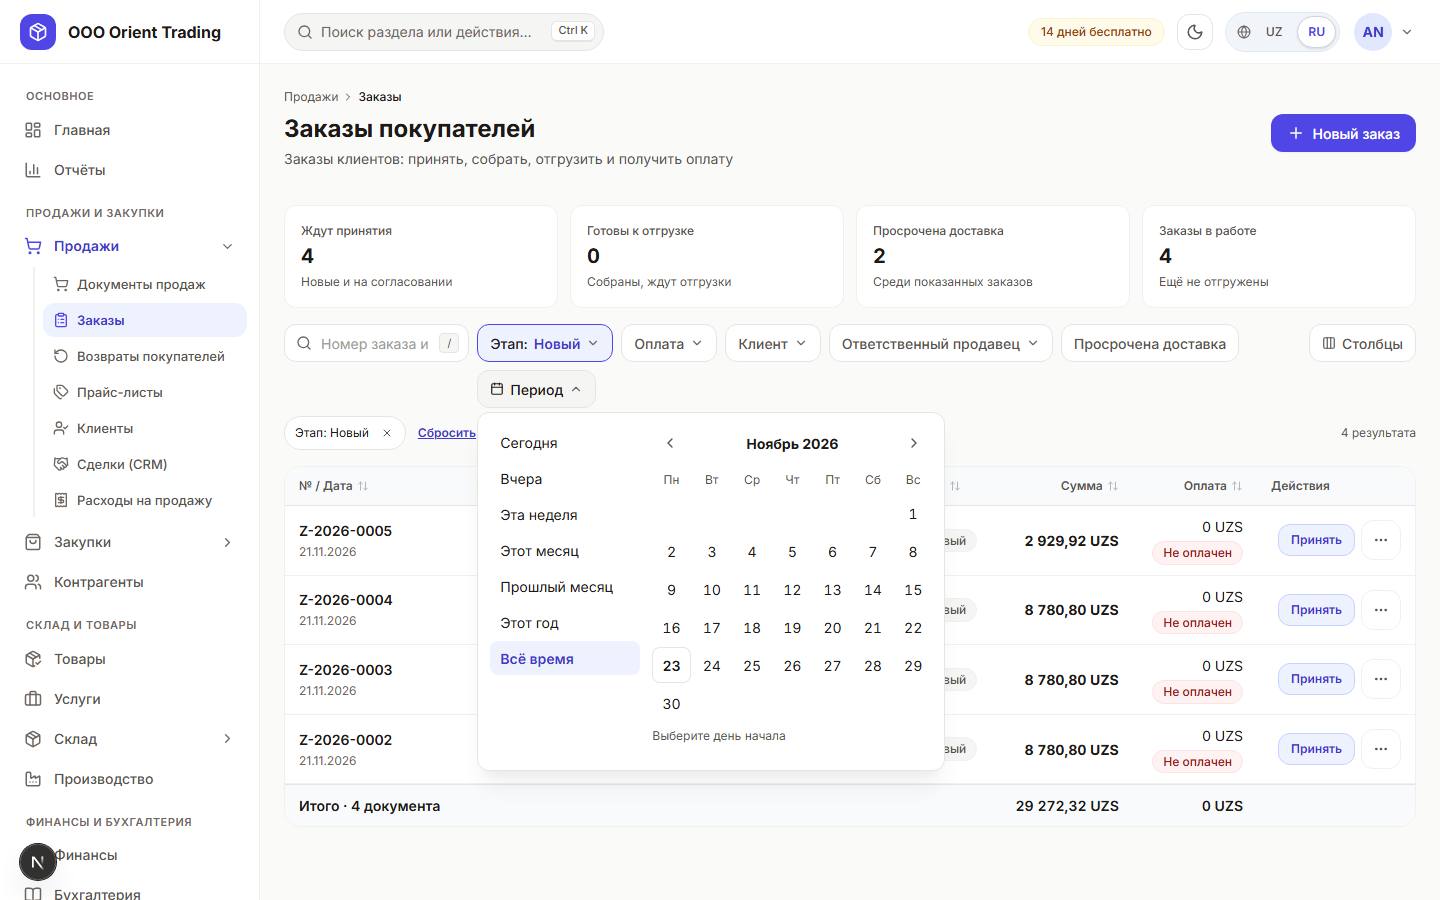 OOO Orient Trading
Поиск раздела или действия...
Ctrl K
14 дней бесплатно
UZ
RU
AN
ОСНОВНОЕ
Главная
Отчёты
ПРОДАЖИ И ЗАКУПКИ
Продажи
Документы продаж
Заказы
Возвраты покупателей
Прайс-листы
Клиенты
Сделки (CRM)
Расходы на продажу
Закупки
Контрагенты
СКЛАД И ТОВАРЫ
Товары
Услуги
Склад
Производство
ФИНАНСЫ И БУХГАЛТЕРИЯ
N
Финансы
Бухгалтерия
Продажи > Заказы
Заказы покупателей
Заказы клиентов: принять, собрать, отгрузить и получить оплату
Новый заказ
Ждут принятия
4
Новые и на согласовании
Готовы к отгрузке
0
Собраны, ждут отгрузки
Просрочена доставка
2
Среди показанных заказов
Заказы в работе
4
Ещё не отгружены
Номер заказа и
/
Этап: Новый
Оплата
Клиент
Ответственный продавец
Просрочена доставка
Столбцы
Период
Этап: Новый
Сбросить
4 результата
Сегодня
Вчера
Эта неделя
Этот месяц
Прошлый месяц
Этот год
Всё время
Ноябрь 2026
Пн Вт Ср Чт Пт Сб Вс
1
2 3 4 5 6 7 8
9 10 11 12 13 14 15
16 17 18 19 20 21 22
23 24 25 26 27 28 29
30
Выберите день начала
№ / Дата
Сумма
Оплата
Действия
Z-2026-0005
21.11.2026
вый
2 929,92 UZS
0 UZS
Не оплачен
Принять
Z-2026-0004
21.11.2026
вый
8 780,80 UZS
0 UZS
Не оплачен
Принять
Z-2026-0003
21.11.2026
вый
8 780,80 UZS
0 UZS
Не оплачен
Принять
Z-2026-0002
21.11.2026
вый
8 780,80 UZS
0 UZS
Не оплачен
Принять
Итого · 4 документа
29 272,32 UZS
0 UZS